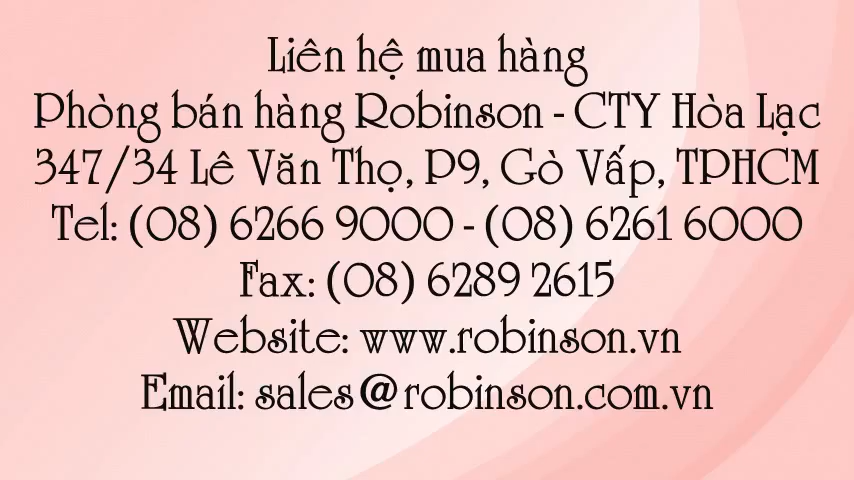 Liên hệ mua hàng
Phòng bán hàng Robinson - CTY Hòa Lạc
347/34 Lê Văn Thọ, P9, Gò Vấp, TPHCM
Tel: (08) 6266 9000 - (08) 6261 6000
Fax: (08) 6289 2615
Website: www.robinson.vn
Email: sales@robinson.com.vn